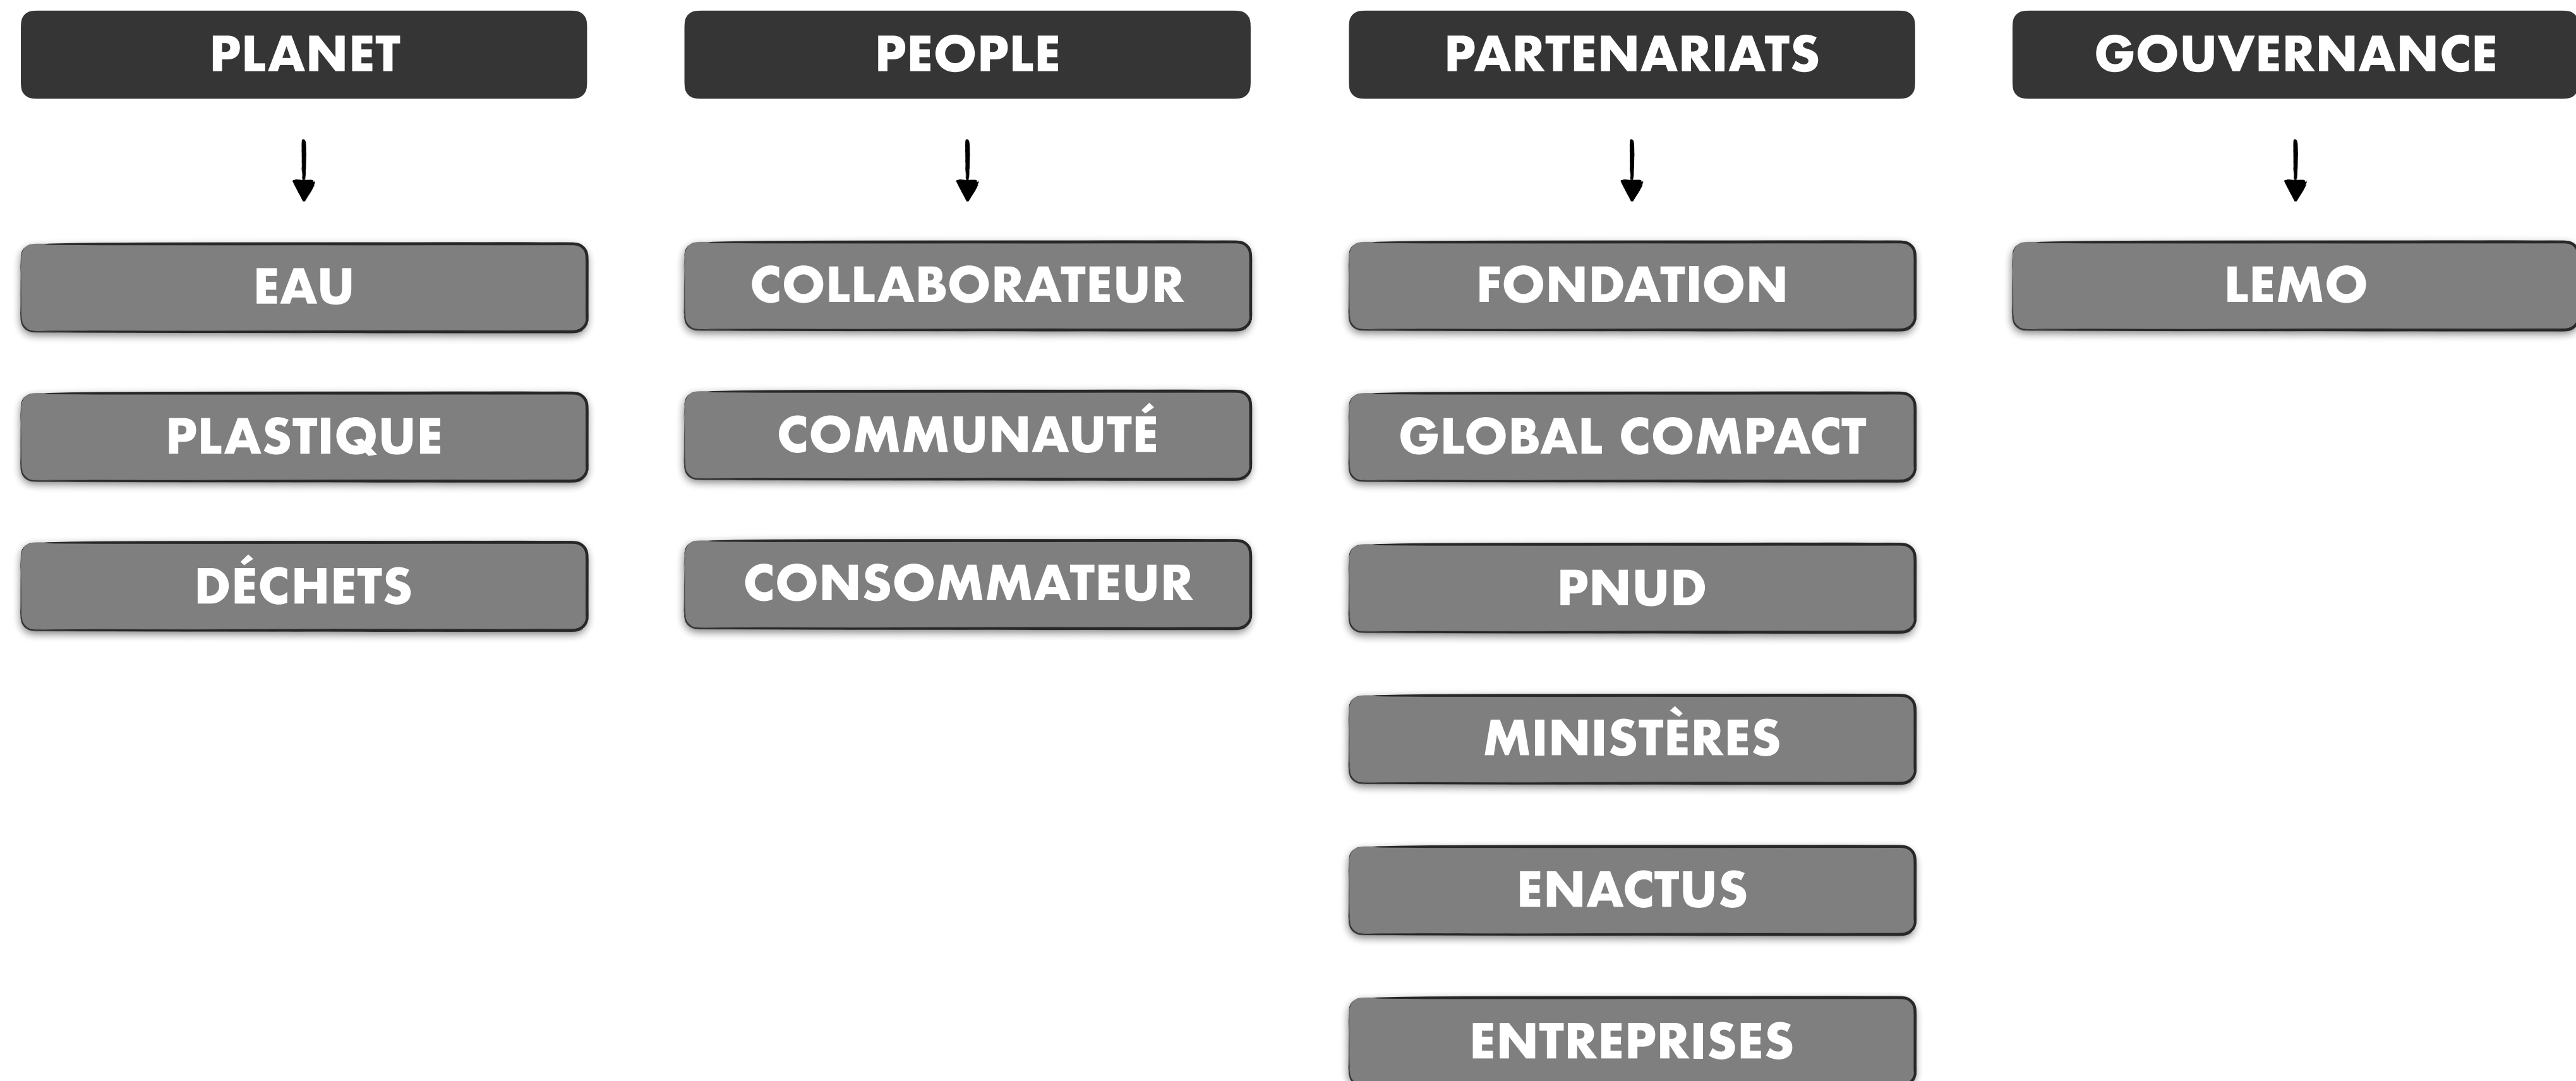 PLANET
EAU
PLASTIQUE
DÉCHETS
PEOPLE
COLLABORATEUR
COMMUNAUTÉ
CONSOMMATEUR
PARTENARIATS
FONDATION
GLOBAL COMPACT
PNUD
MINISTÈRES
ENACTUS
ENTREPRISES
GOUVERNANCE
LEMO